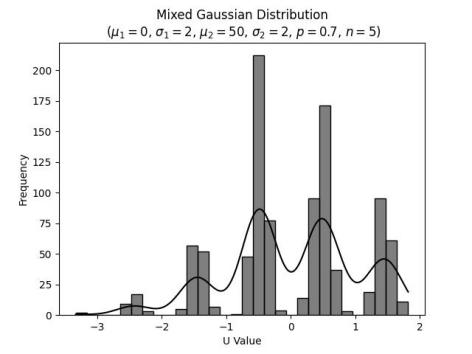 Mixed Gaussian Distribution
(μ₁ = 0, σ₁ = 2, μ₂ = 50, σ₂ = 2, p = 0.7, n = 5)
200
175
150
125
100
75
50
25
0
Frequency
−3 −2 −1 0 1 2
U Value